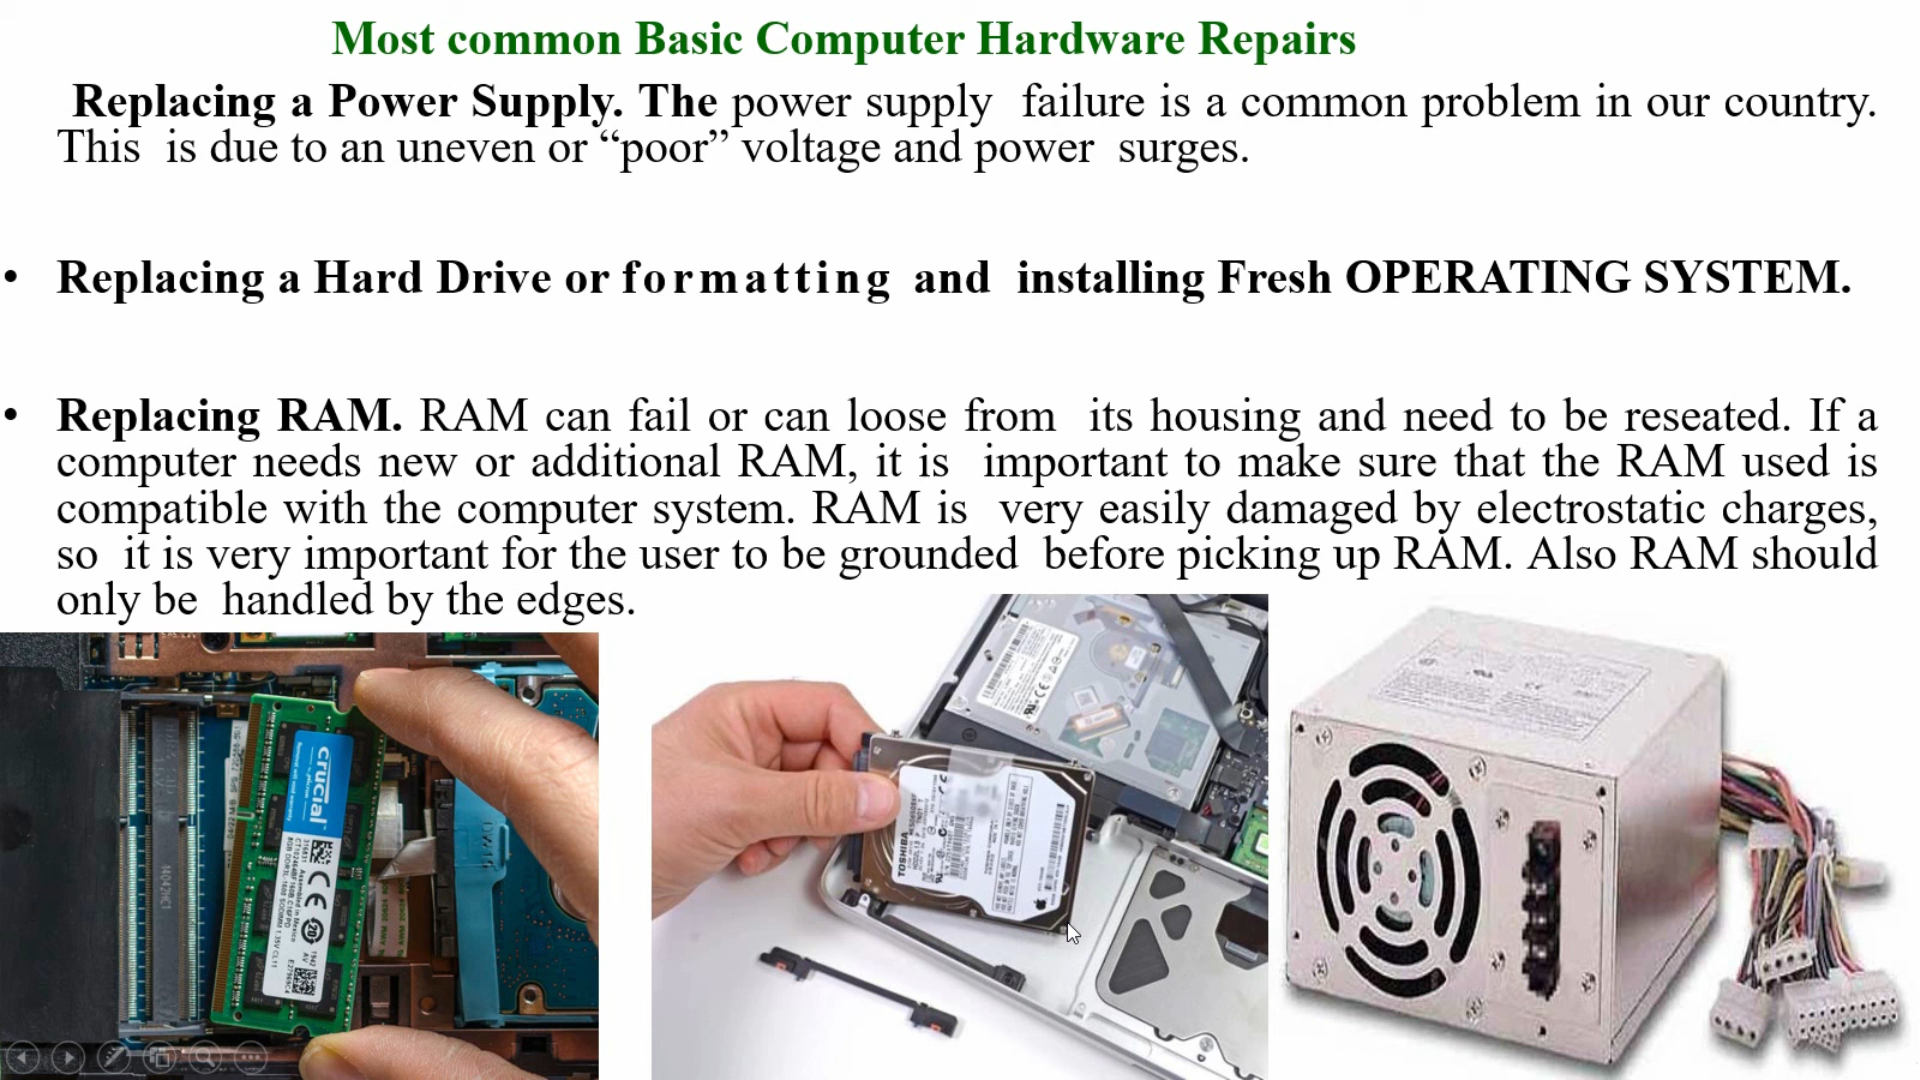 Most common Basic Computer Hardware Repairs
Replacing a Power Supply. The power supply failure is a common problem in our country.
This is due to an uneven or “poor” voltage and power surges.
• Replacing a Hard Drive or formatting and installing Fresh OPERATING SYSTEM.
• Replacing RAM. RAM can fail or can loose from its housing and need to be reseated. If a
computer needs new or additional RAM, it is important to make sure that the RAM used is
compatible with the computer system. RAM is very easily damaged by electrostatic charges,
so it is very important for the user to be grounded before picking up RAM. Also RAM should
only be handled by the edges.
crucial
Assembled in Mexico
TOSHIBA